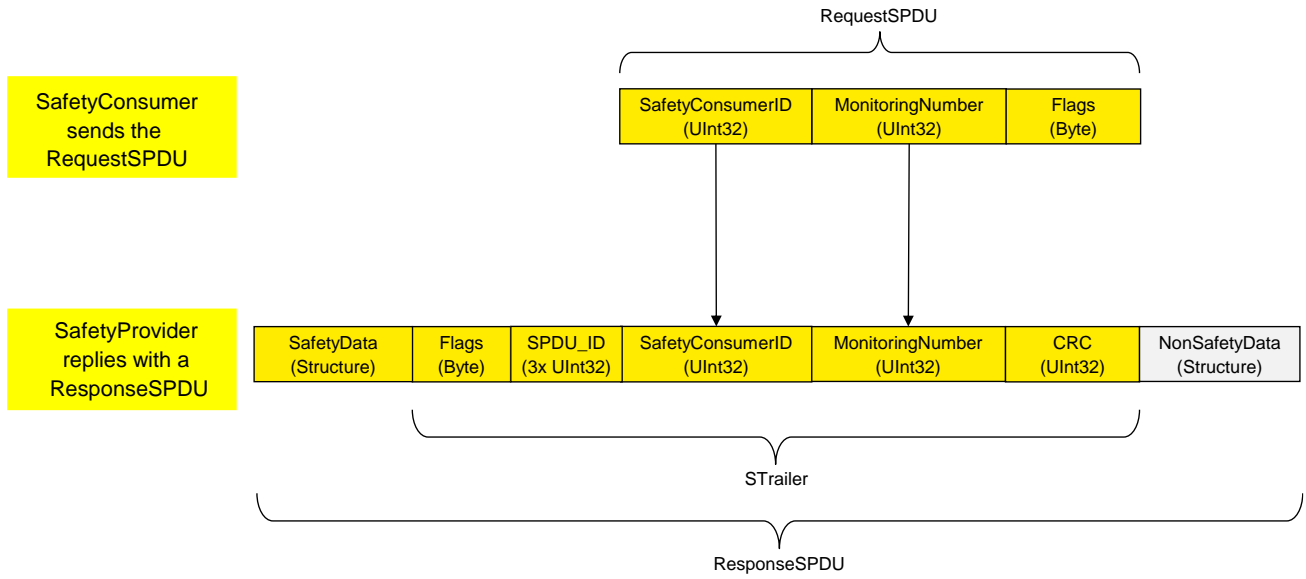 RequestSPDU
SafetyConsumer
sends the
RequestSPDU
SafetyConsumerID
(UInt32)
MonitoringNumber
(UInt32)
Flags
(Byte)
SafetyProvider
replies with a
ResponseSPDU
SafetyData
(Structure)
Flags
(Byte)
SPDU_ID
(3x UInt32)
SafetyConsumerID
(UInt32)
MonitoringNumber
(UInt32)
CRC
(UInt32)
NonSafetyData
(Structure)
STrailer
ResponseSPDU